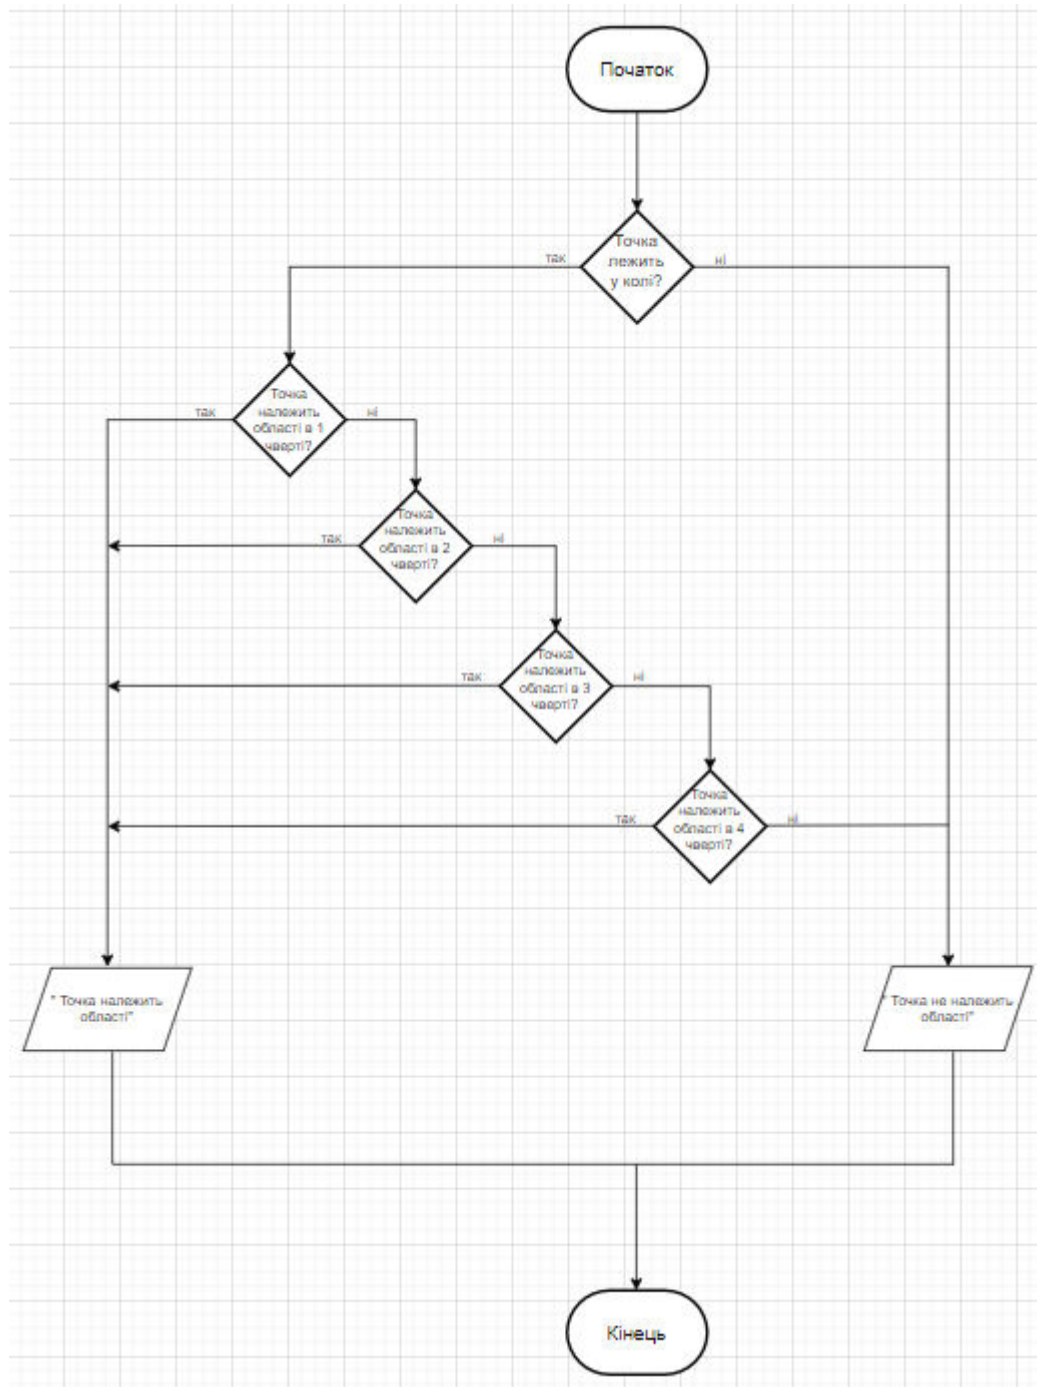 Початок
Точка
лежить
у колі?
так
ні
Точка
належить
області в 1
чверті?
так
ні
Точка
належить
області в 2
чверті?
так
ні
Точка
належить
області в 3
чверті?
так
ні
Точка
належить
області в 4
чверті?
так
ні
" Точка належить
області"
" Точка не належить
області"
Кінець